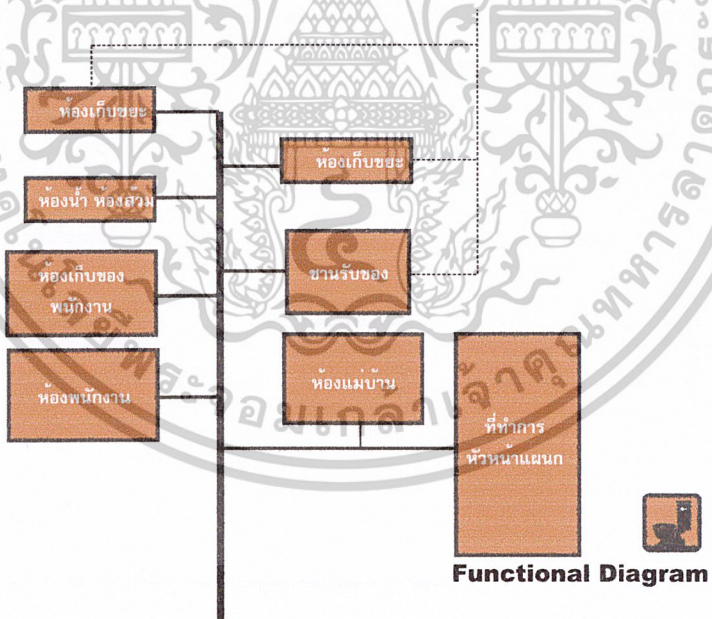 ห้องเก็บขยะ
ห้องเก็บขยะ
ห้องน้ำ ห้องส้วม
ห้องเก็บของ
พนักงาน
ชานรับของ
ห้องพนักงาน
ห้องแม่บ้าน
ที่ทำการ
หัวหน้าแผนก
Functional Diagram